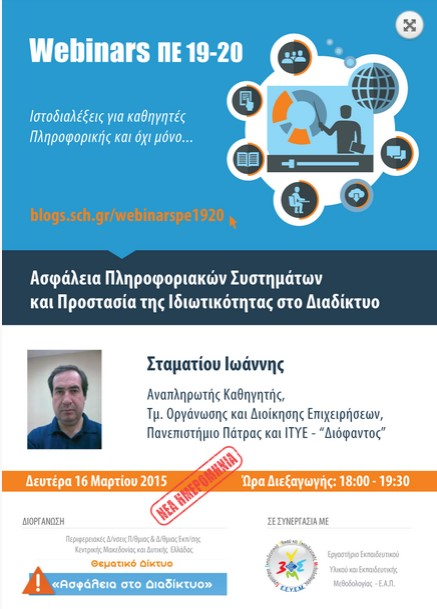 Webinars ΠΕ 19-20
Ιστοδιαλέξεις για καθηγητές
Πληροφορικής και όχι μόνο...
blogs.sch.gr/webinarspe1920
Ασφάλεια Πληροφοριακών Συστημάτων
και Προστασία της Ιδιωτικότητας στο Διαδίκτυο
Σταματίου Ιωάννης
Αναπληρωτής Καθηγητής,
Τμ. Οργάνωσης και Διοίκησης Επιχειρήσεων,
Πανεπιστήμιο Πάτρας και ΙΤΥΕ - "Διόφαντος"
ΝΕΑ ΗΜΕΡΟΜΗΝΙΑ
Δευτέρα 16 Μαρτίου 2015
Ώρα Διεξαγωγής: 18:00 - 19:30
ΔΙΟΡΓΑΝΩΣΗ
Περιφερειακές Δ/νσεις Π/θμιας & Δ/θμιας Εκπ/σης
Κεντρικής Μακεδονίας και Δυτικής Ελλάδας
Θεματικό Δίκτυο
«Ασφάλεια στο Διαδίκτυο»
ΣΕ ΣΥΝΕΡΓΑΣΙΑ ΜΕ
Εργαστήριο Εκπαιδευτικού
Υλικού και Εκπαιδευτικής
Μεθοδολογίας - Ε.Α.Π.
Ε.Ε.Υ.Ε.Μ.